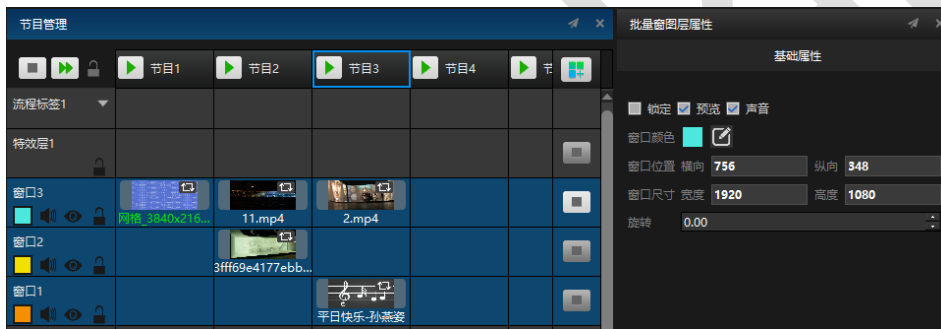 节目管理
批量窗图层属性
节目1
节目2
节目3
节目4
节
基础属性
流程标签1
特效层1
锁定
预览
声音
窗口颜色
窗口位置 横向 756 纵向 348
窗口尺寸 宽度 1920 高度 1080
旋转 0.00
窗口3
网格_3840x216...
11.mp4
2.mp4
窗口2
3fff69e4177ebb...
窗口1
平日快乐-孙燕姿